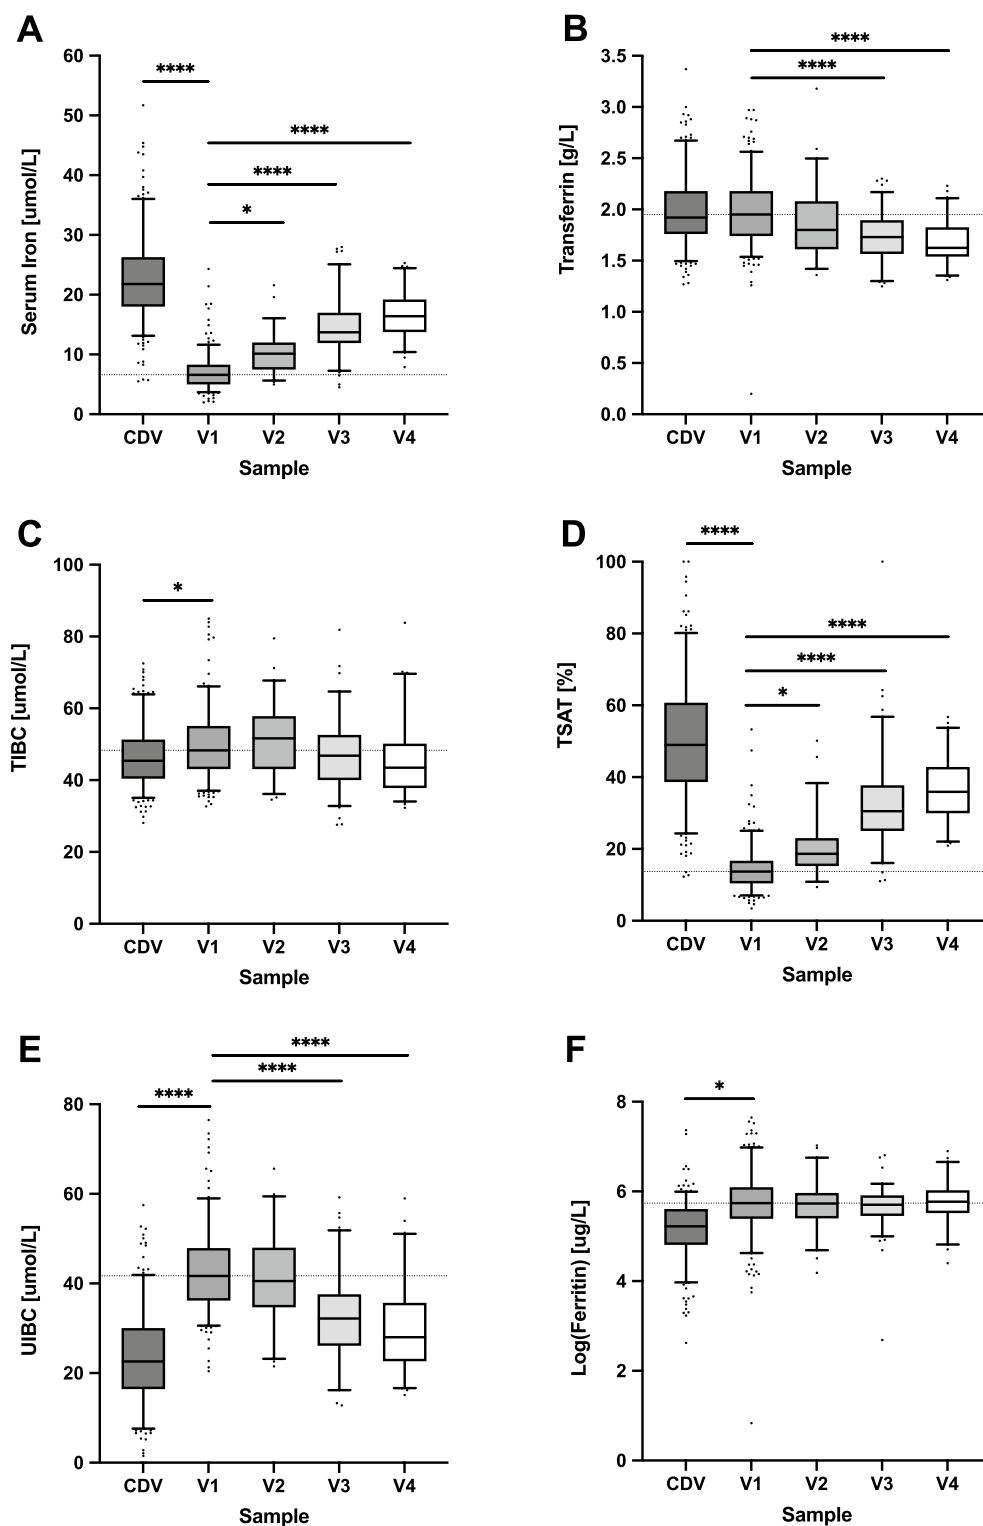 A
Serum Iron [umol/L]
60
50
40
30
20
10
0
****
****
****
*
CDV V1 V2 V3 V4
Sample
B
Transferrin [g/L]
3.5
3.0
2.5
2.0
1.5
1.0
0.5
0.0
****
****
CDV V1 V2 V3 V4
Sample
C
TIBC [umol/L]
100
80
60
40
20
0
*
CDV V1 V2 V3 V4
Sample
D
TSAT [%]
100
80
60
40
20
0
****
****
****
*
CDV V1 V2 V3 V4
Sample
E
UIBC [umol/L]
80
60
40
20
0
****
****
****
CDV V1 V2 V3 V4
Sample
F
Log(Ferritin) [ug/L]
8
6
4
2
0
*
CDV V1 V2 V3 V4
Sample